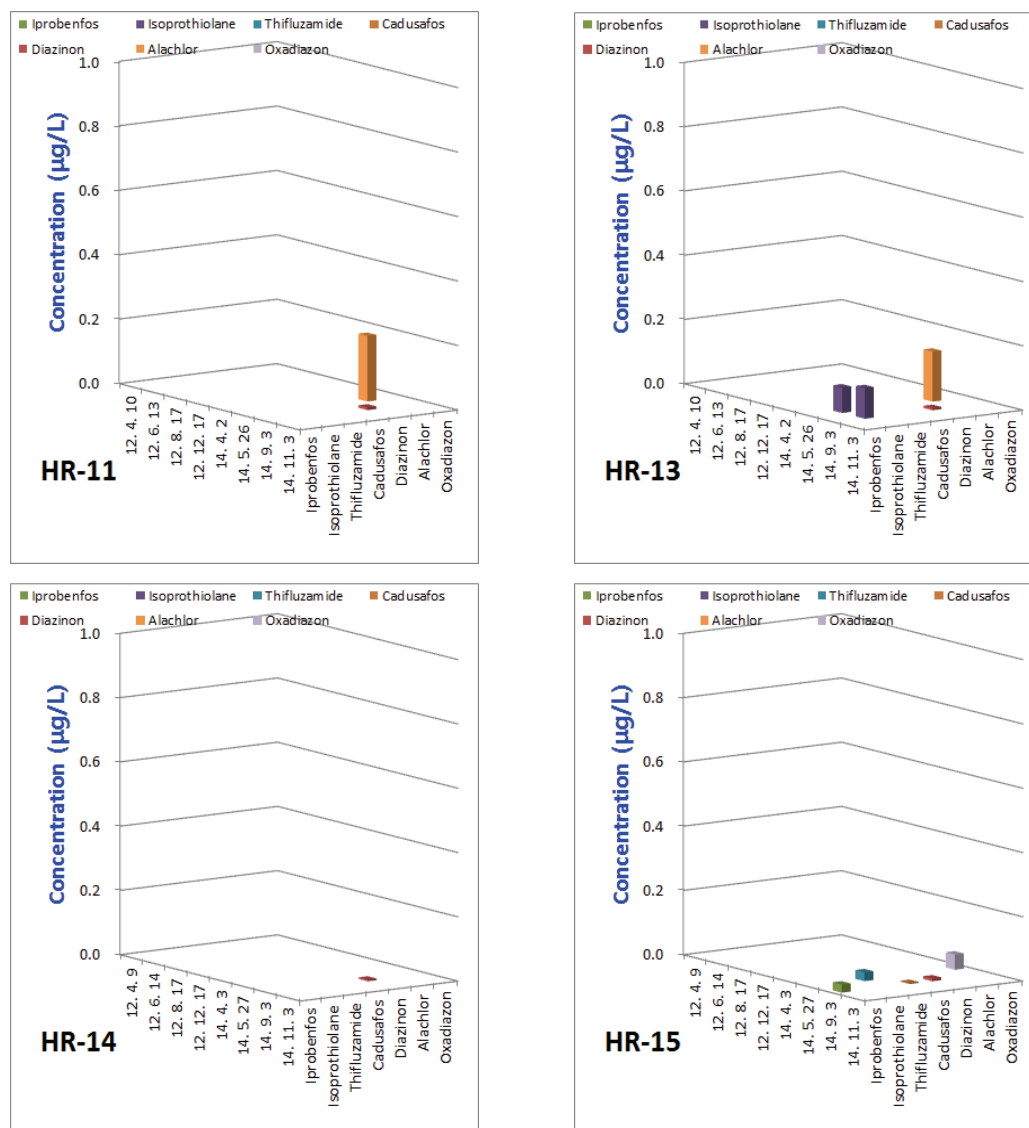 Iprobenfos Isoprothiolane Thifluzamide Cadusafos
Diazinon Alachlor Oxadiazon
Concentration (µg/L)
1.0
0.8
0.6
0.4
0.2
0.0
12. 4. 10
12. 6. 13
12. 8. 17
12. 12. 17
14. 4. 2
14. 5. 26
14. 9. 3
14. 11. 3
Iprobenfos
Isoprothiolane
Thifluzamide
Cadusafos
Diazinon
Alachlor
Oxadiazon
HR-11
Iprobenfos Isoprothiolane Thifluzamide Cadusafos
Diazinon Alachlor Oxadiazon
Concentration (µg/L)
1.0
0.8
0.6
0.4
0.2
0.0
12. 4. 10
12. 6. 13
12. 8. 17
12. 12. 17
14. 4. 2
14. 5. 26
14. 9. 3
14. 11. 3
Iprobenfos
Isoprothiolane
Thifluzamide
Cadusafos
Diazinon
Alachlor
Oxadiazon
HR-13
Iprobenfos Isoprothiolane Thifluzamide Cadusafos
Diazinon Alachlor Oxadiazon
Concentration (µg/L)
1.0
0.8
0.6
0.4
0.2
0.0
12. 4. 9
12. 6. 14
12. 8. 17
12. 12. 17
14. 4. 3
14. 5. 27
14. 9. 3
14. 11. 3
Iprobenfos
Isoprothiolane
Thifluzamide
Cadusafos
Diazinon
Alachlor
Oxadiazon
HR-14
Iprobenfos Isoprothiolane Thifluzamide Cadusafos
Diazinon Alachlor Oxadiazon
Concentration (µg/L)
1.0
0.8
0.6
0.4
0.2
0.0
12. 4. 9
12. 6. 14
12. 8. 17
12. 12. 17
14. 4. 3
14. 5. 27
14. 9. 3
14. 11. 3
Iprobenfos
Isoprothiolane
Thifluzamide
Cadusafos
Diazinon
Alachlor
Oxadiazon
HR-15